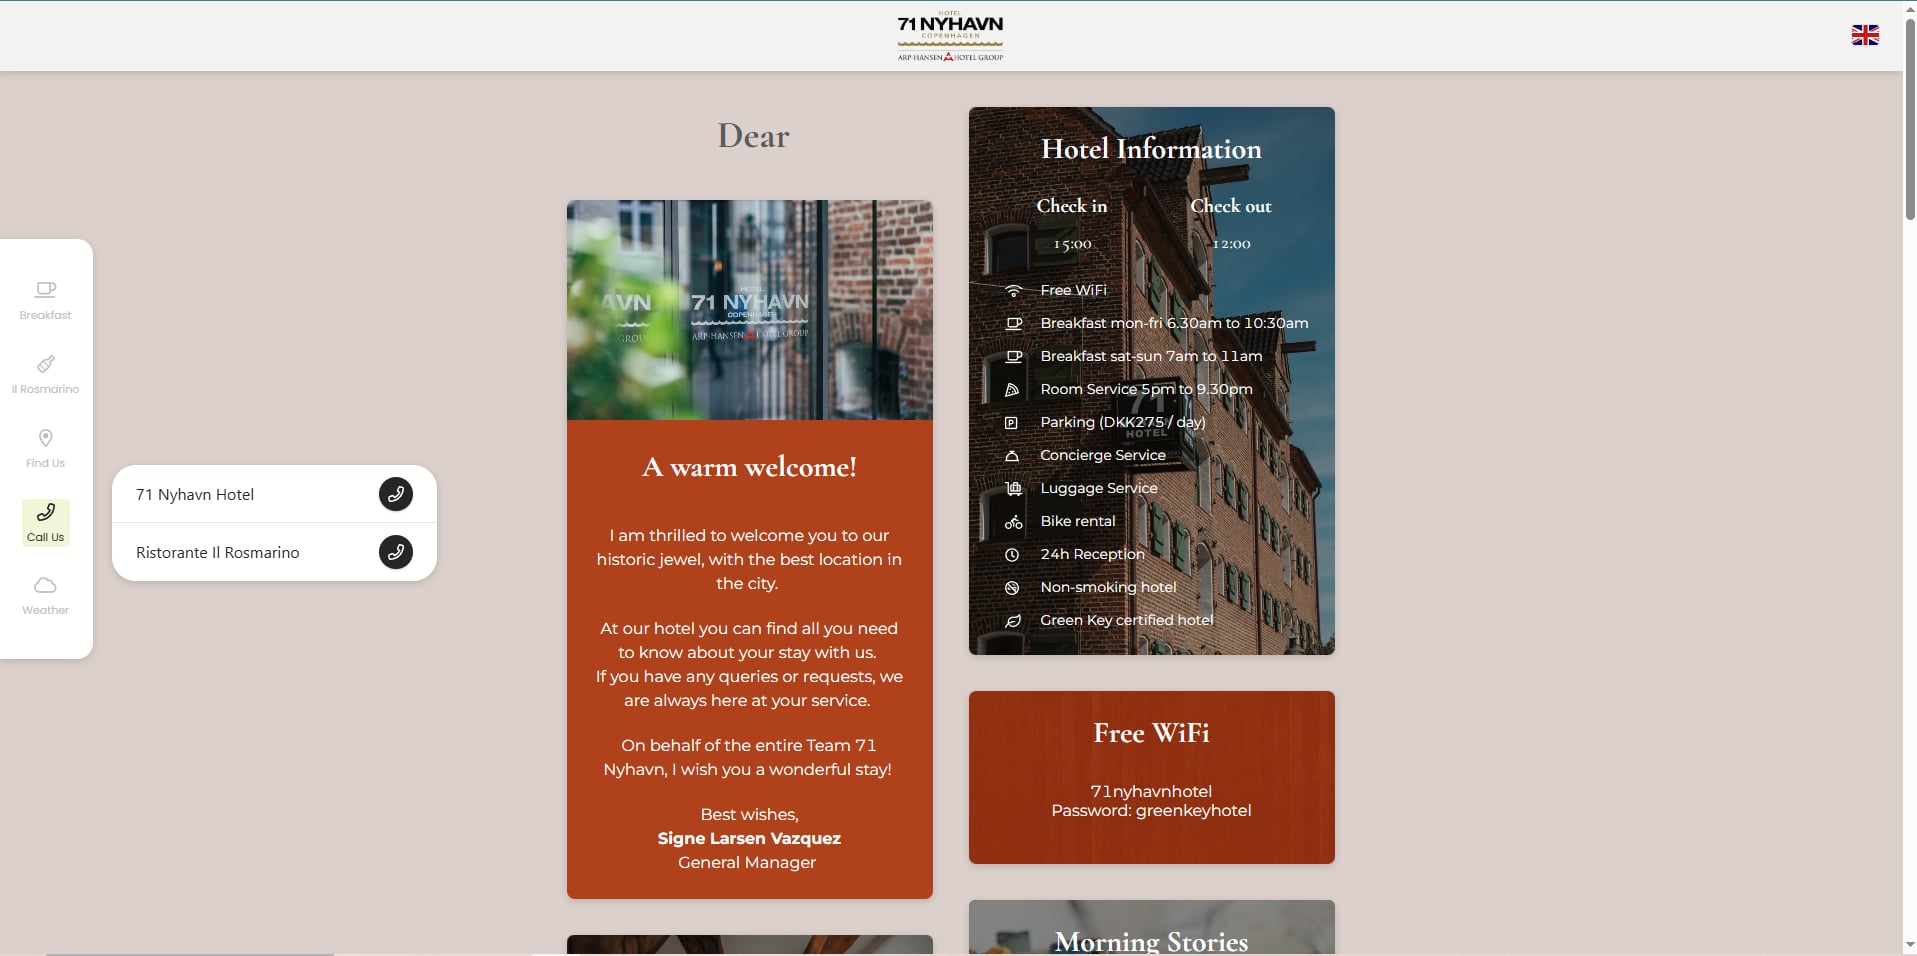 HOTEL
71 NYHAVN
COPENHAGEN
ARP-HANSEN HOTEL GROUP
Dear
Breakfast
Il Rosmarino
Find Us
Call Us
Weather
71 Nyhavn Hotel
Ristorante Il Rosmarino
AVN
GROU
HOTEL
71 NYHAVN
COPENHAGEN
ARP-HANSEN HOTEL GROUP
A warm welcome!
I am thrilled to welcome you to our
historic jewel, with the best location in
the city.
At our hotel you can find all you need
to know about your stay with us.
If you have any queries or requests, we
are always here at your service.
On behalf of the entire Team 71
Nyhavn, I wish you a wonderful stay!
Best wishes,
Signe Larsen Vazquez
General Manager
Hotel Information
Check in Check out
15:00 12:00
Free WiFi
Breakfast mon-fri 6.30am to 10:30am
Breakfast sat-sun 7am to 11am
Room Service 5pm to 9.30pm
Parking (DKK275 / day)
Concierge Service
Luggage Service
Bike rental
24h Reception
Non-smoking hotel
Green Key certified hotel
71
HOTEL
Free WiFi
71nyhavnhotel
Password: greenkeyhotel
Morning Stories